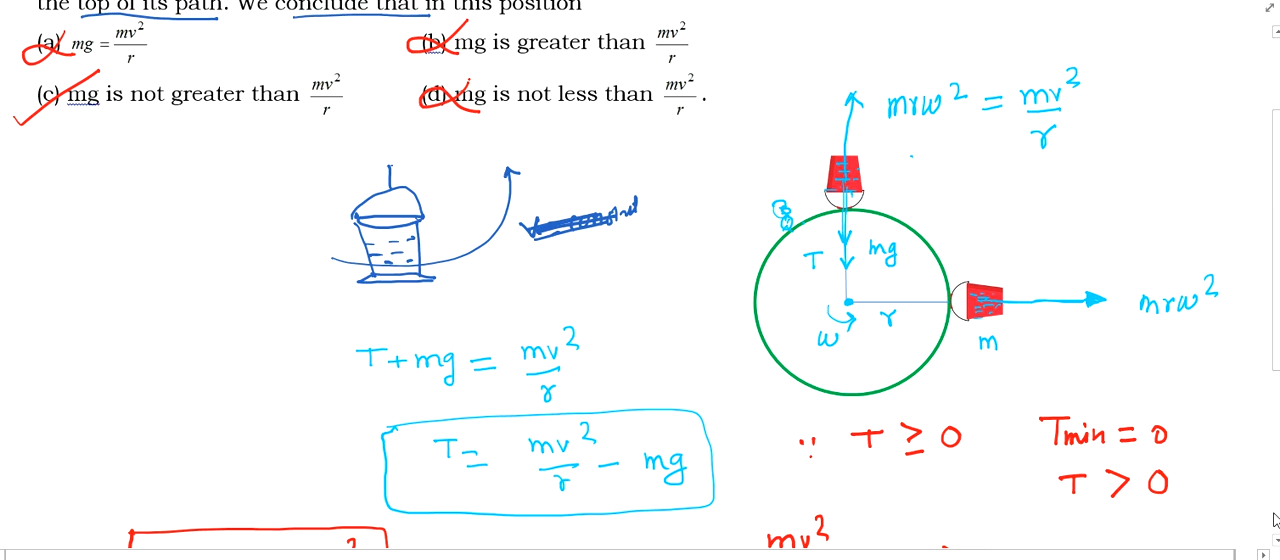 the top of its path. We conclude that in this position
(a) mg = mv²/r (b) mg is greater than mv²/r
(c) mg is not greater than mv²/r (d) mg is not less than mv²/r .
mrω² = mv²/r
T mg
mrω²
ω r
m
T + mg = mv²/r
T = mv²/r - mg
∵ T ≥ 0 Tmin = 0
T > 0
mv²
2